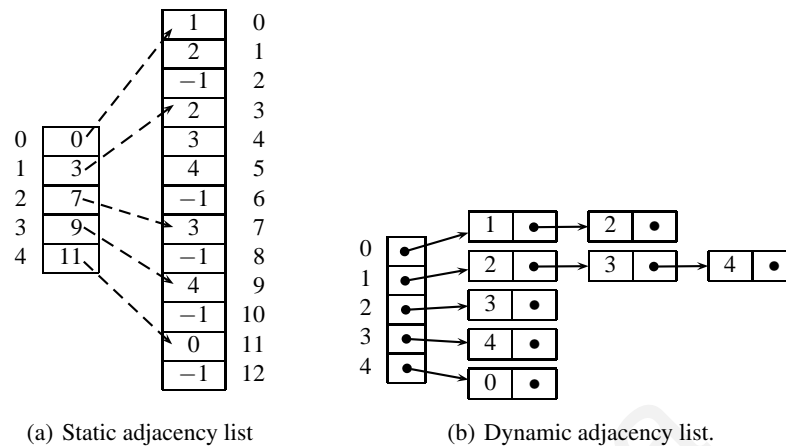 1 0
2 1
−1 2
2 3
0 0 3 4
1 3 4 5
2 7 −1 6
3 9 3 7
4 11 −1 8
4 9
−1 10
0 11
−1 12
(a) Static adjacency list
0 1 2
1 2 3 4
2 3
3 4
4 0
(b) Dynamic adjacency list.